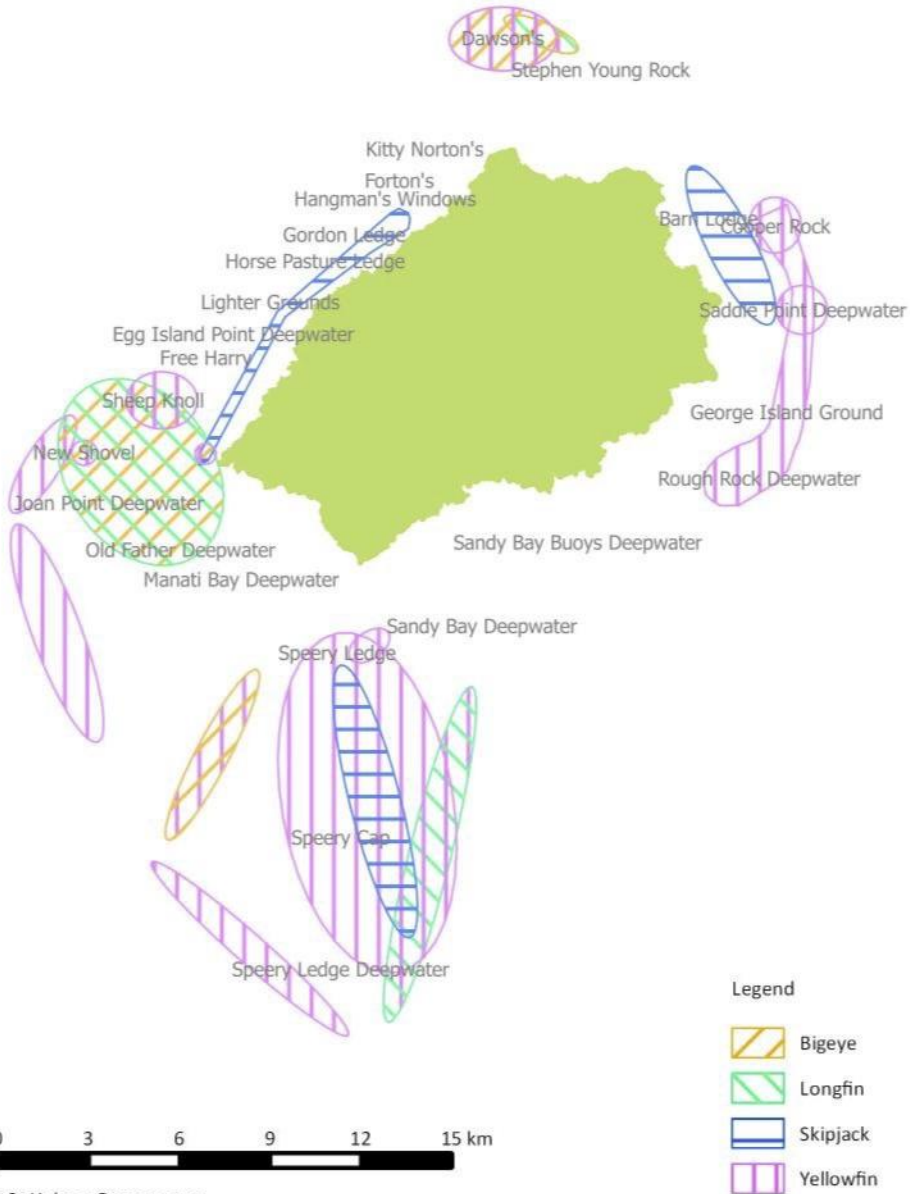 Dawson's
Stephen Young Rock
Kitty Norton's
Forton's
Hangman's Windows
Barn Lodge
Cooper Rock
Gordon Ledge
Horse Pasture Ledge
Lighter Grounds
Saddle Point Deepwater
Egg Island Point Deepwater
Free Harry
Sheep Knoll
George Island Ground
New Shovel
Rough Rock Deepwater
Joan Point Deepwater
Old Father Deepwater
Sandy Bay Buoys Deepwater
Manati Bay Deepwater
Sandy Bay Deepwater
Speery Ledge
Speery Cap
Speery Ledge Deepwater
Legend
Bigeye
Longfin
Skipjack
Yellowfin
3 6 9 12 15 km